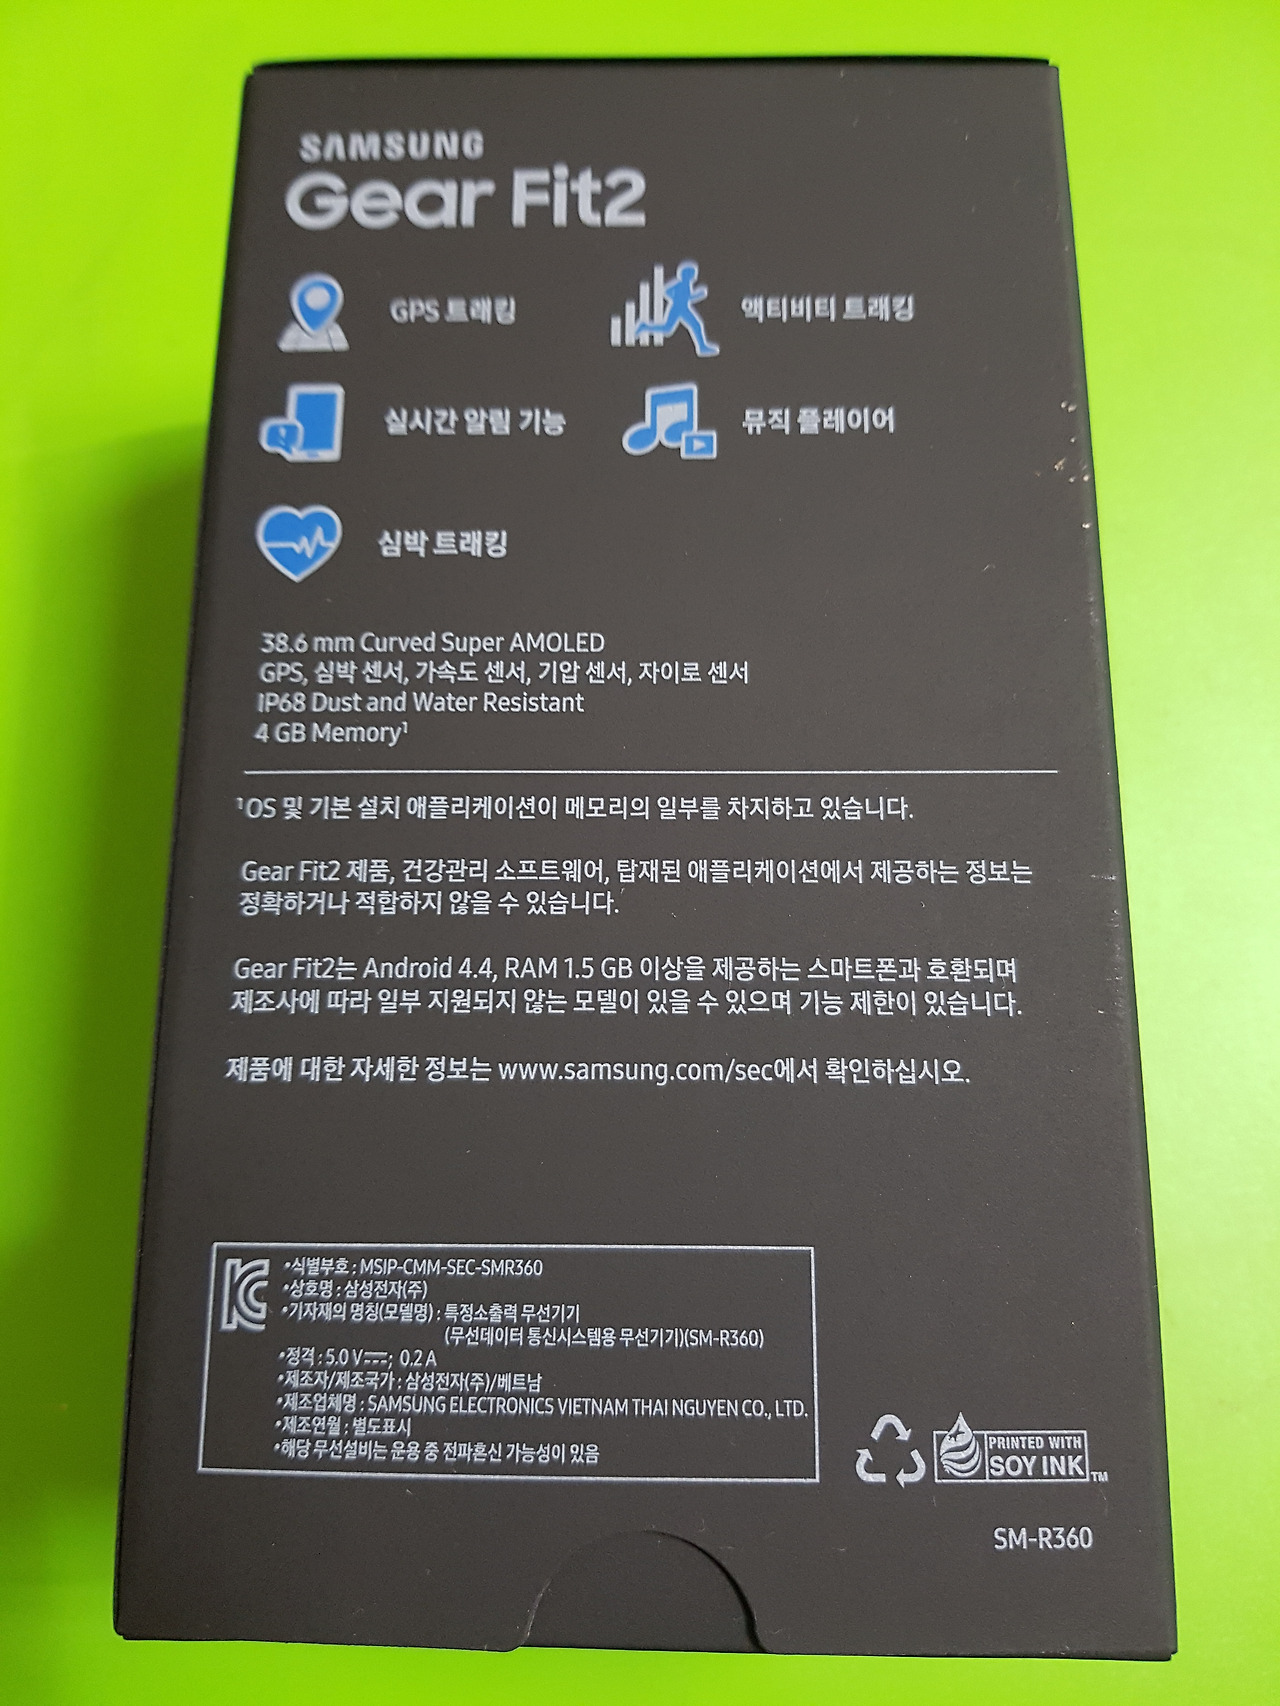 SAMSUNG
Gear Fit2
GPS 트래킹
액티비티 트래킹
실시간 알림 기능
뮤직 플레이어
심박 트래킹
38.6 mm Curved Super AMOLED
GPS, 심박 센서, 가속도 센서, 기압 센서, 자이로 센서
IP68 Dust and Water Resistant
4 GB Memory¹
¹OS 및 기본 설치 애플리케이션이 메모리의 일부를 차지하고 있습니다.
Gear Fit2 제품, 건강관리 소프트웨어, 탑재된 애플리케이션에서 제공하는 정보는
정확하거나 적합하지 않을 수 있습니다.
Gear Fit2는 Android 4.4, RAM 1.5 GB 이상을 제공하는 스마트폰과 호환되며
제조사에 따라 일부 지원되지 않는 모델이 있을 수 있으며 기능 제한이 있습니다.
제품에 대한 자세한 정보는 www.samsung.com/sec에서 확인하십시오.
•식별부호 : MSIP-CMM-SEC-SMR360
•상호명 : 삼성전자(주)
•기자재의 명칭(모델명) : 특정소출력 무선기기
(무선데이터 통신시스템용 무선기기)(SM-R360)
•정격 : 5.0 V⎓; 0.2 A
•제조자/제조국가 : 삼성전자(주)/베트남
•제조업체명 : SAMSUNG ELECTRONICS VIETNAM THAI NGUYEN CO., LTD.
•제조연월 : 별도표시
•해당 무선설비는 운용 중 전파혼신 가능성이 있음
PRINTED WITH
SOY INK™
SM-R360